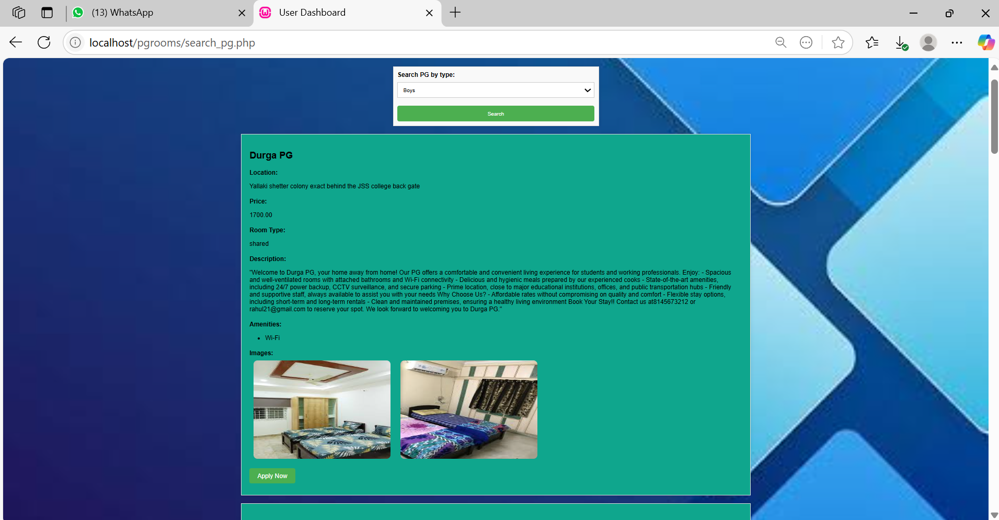 (13) WhatsApp
User Dashboard
localhost/pgrooms/search_pg.php
Search PG by type:
Boys
Search
Durga PG
Location:
Yallaki shetter colony exact behind the JSS college back gate
Price:
1700.00
Room Type:
shared
Description:
"Welcome to Durga PG, your home away from home! Our PG offers a comfortable and convenient living experience for students and working professionals. Enjoy: - Spacious
and well-ventilated rooms with attached bathrooms and Wi-Fi connectivity - Delicious and hygienic meals prepared by our experienced cooks - State-of-the-art amenities,
including 24/7 power backup, CCTV surveillance, and secure parking - Prime location, close to major educational institutions, offices, and public transportation hubs - Friendly
and supportive staff, always available to assist you with your needs Why Choose Us? - Affordable rates without compromising on quality and comfort - Flexible stay options,
including short-term and long-term rentals - Clean and maintained premises, ensuring a healthy living environment Book Your Stay!! Contact us at8145673212 or
rahul21@gmail.com to reserve your spot. We look forward to welcoming you to Durga PG."
Amenities:
• Wi-Fi
Images:
Apply Now